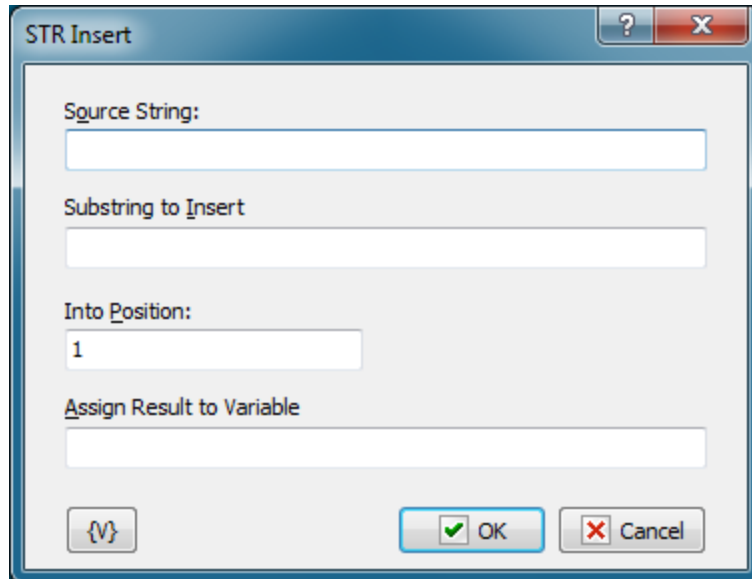 STR Insert
?
Source String:
Substring to Insert
Into Position:
1
Assign Result to Variable
{V} OK Cancel